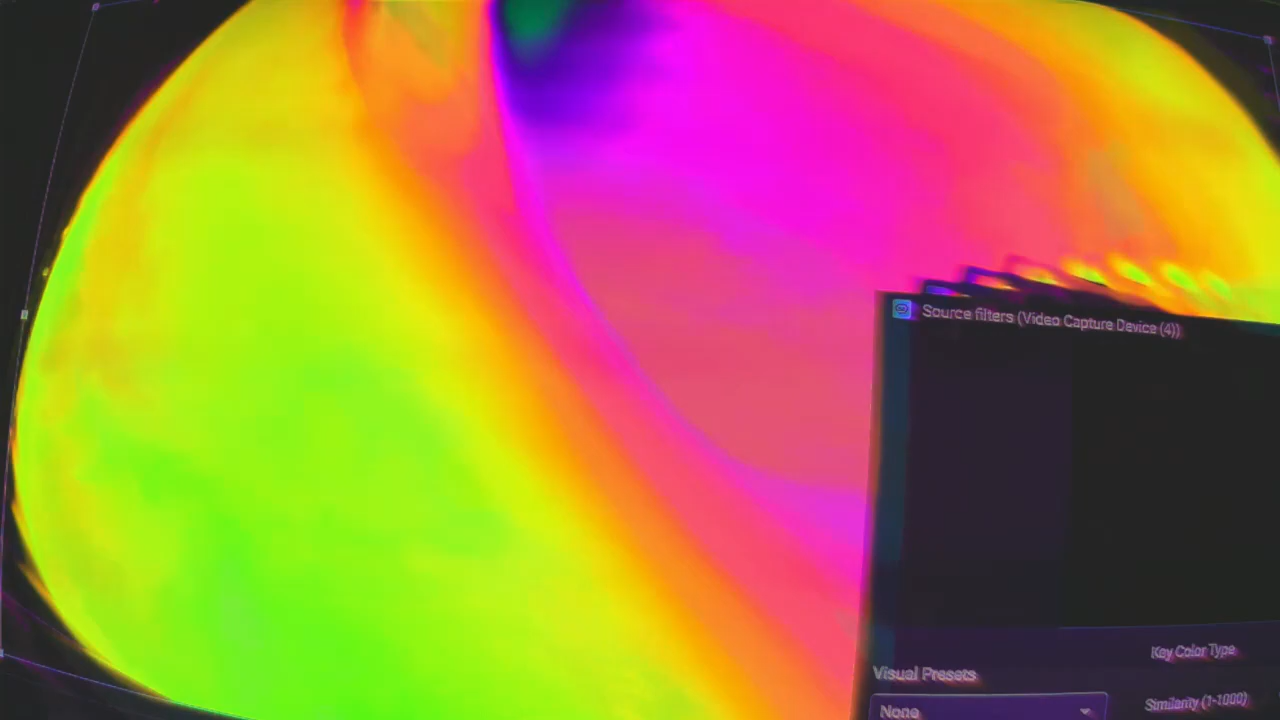 Source filters (Video Capture Device (4))
Key Color Type
Visual Presets
Similarity (1-1000)
None